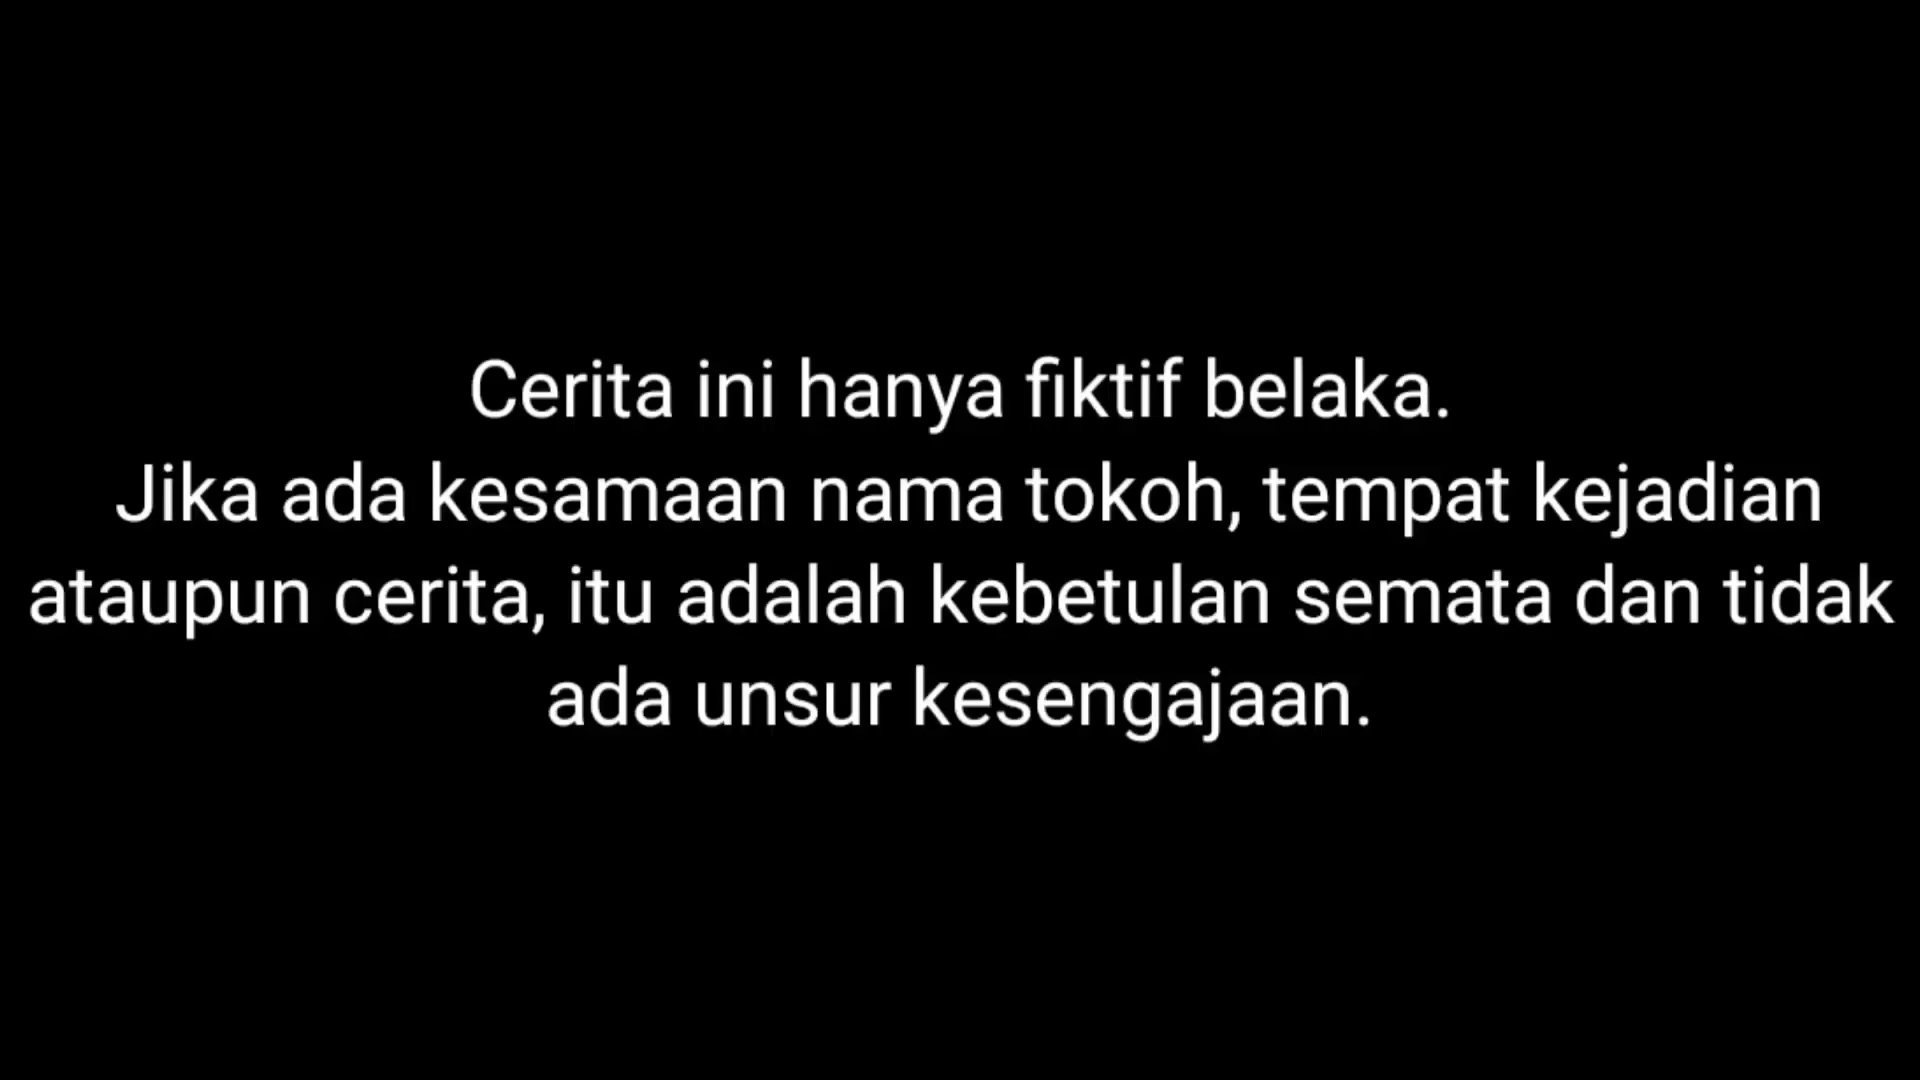 Cerita ini hanya fiktif belaka.
Jika ada kesamaan nama tokoh, tempat kejadian
ataupun cerita, itu adalah kebetulan semata dan tidak
ada unsur kesengajaan.